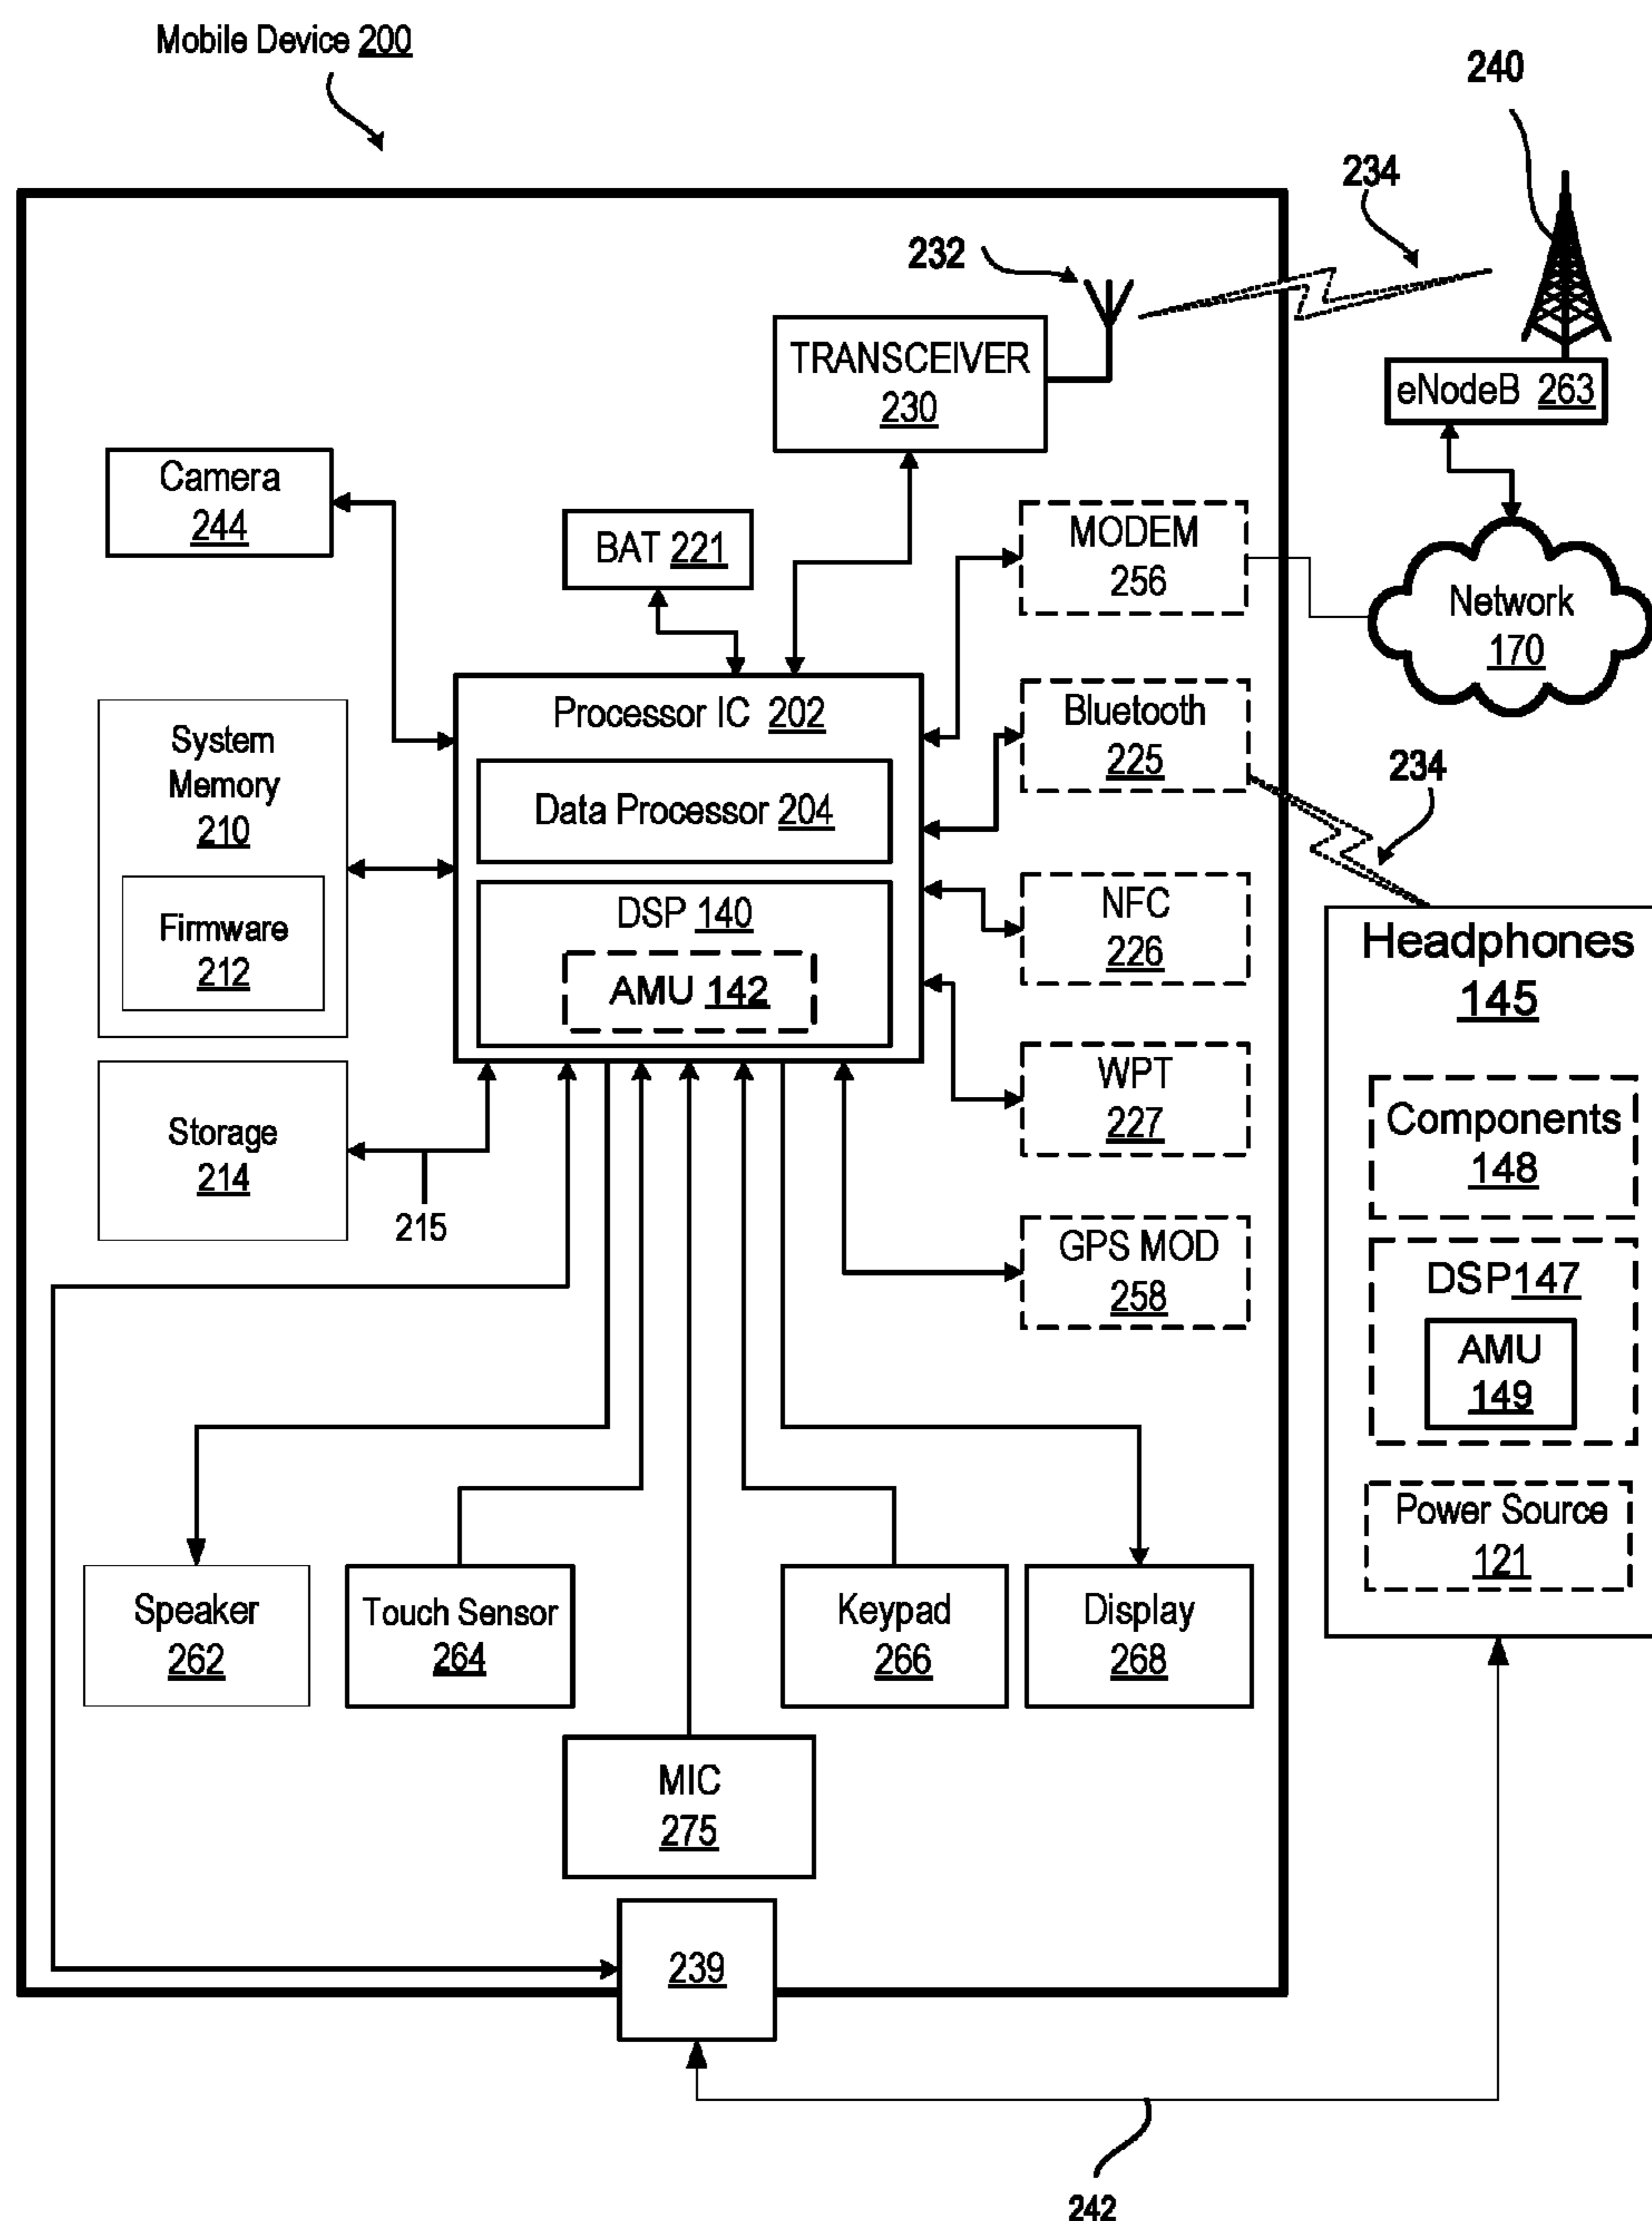 Mobile Device 200
240
234
232
TRANSCEIVER
230
eNodeB 263
Camera
244
BAT 221
MODEM
256
Network
170
Processor IC 202
Bluetooth
225
System
Memory
210
Data Processor 204
234
Firmware
212
DSP 140
AMU 142
NFC
226
Headphones
145
WPT
227
Components
148
Storage
214
215
GPS MOD
258
DSP147
AMU
149
Power Source
121
Speaker
262
Touch Sensor
264
Keypad
266
Display
268
MIC
275
239
242